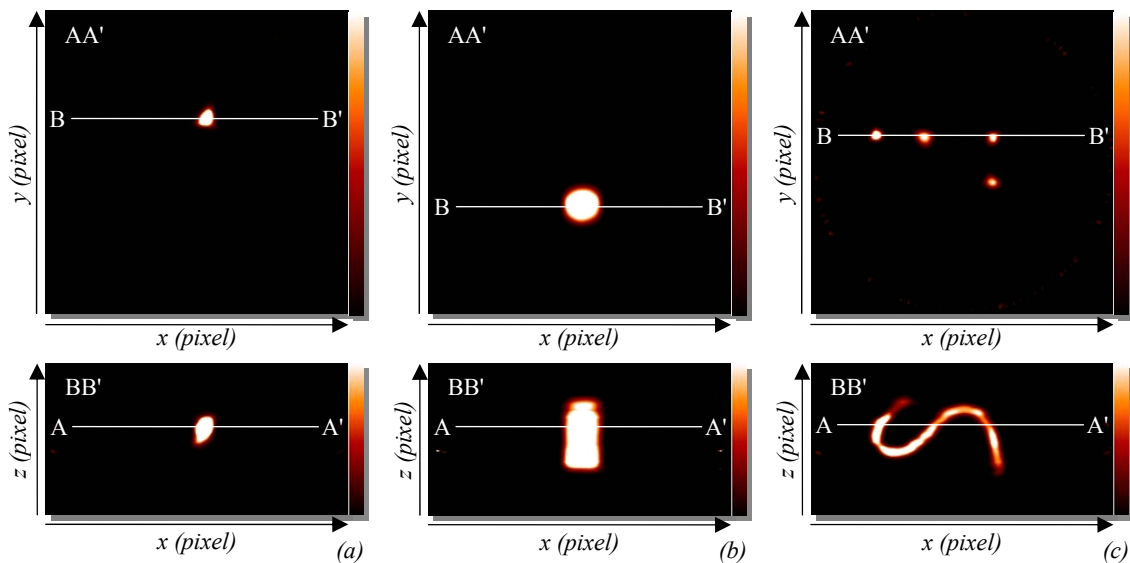 AA'
B B'
y (pixel)
x (pixel)
BB'
A A'
z (pixel)
x (pixel)
(a)
AA'
B B'
y (pixel)
x (pixel)
BB'
A A'
z (pixel)
x (pixel)
(b)
AA'
B B'
y (pixel)
x (pixel)
BB'
A A'
z (pixel)
x (pixel)
(c)